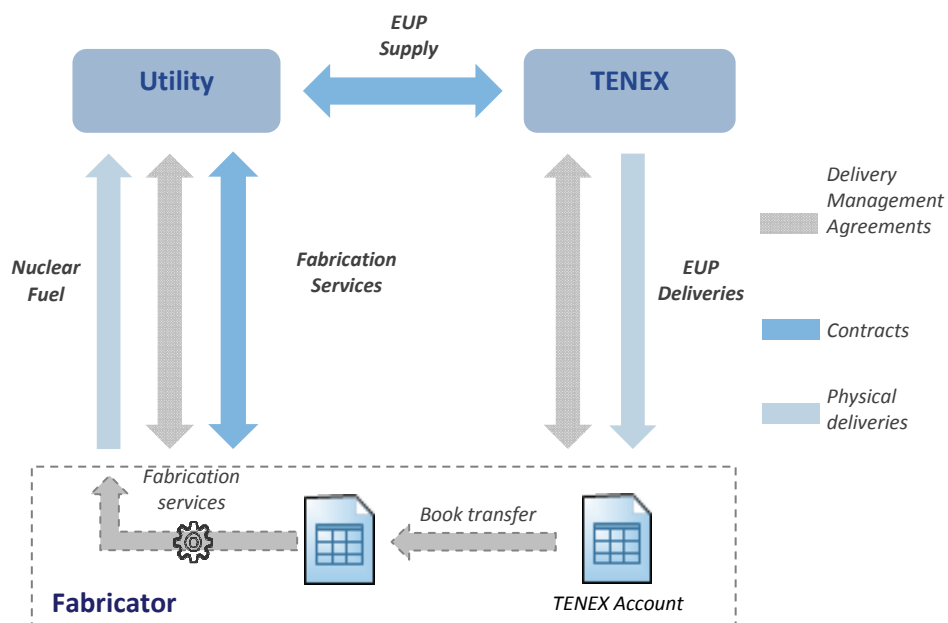 EUP
Supply
Utility
TENEX
Nuclear
Fuel
Fabrication
Services
EUP
Deliveries
Delivery
Management
Agreements
Contracts
Physical
deliveries
Fabrication
services
Book transfer
TENEX Account
Fabricator